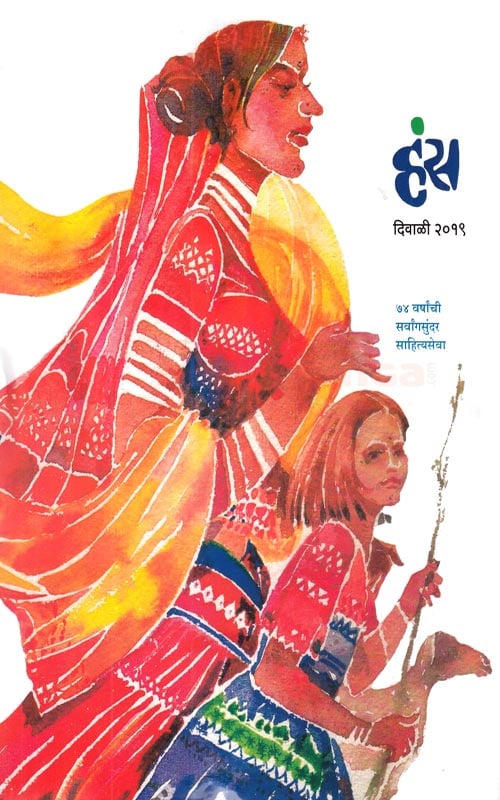 हंस
दिवाळी २०१९
७४ वर्षांची
सर्वांगसुंदर
साहित्यसेवा